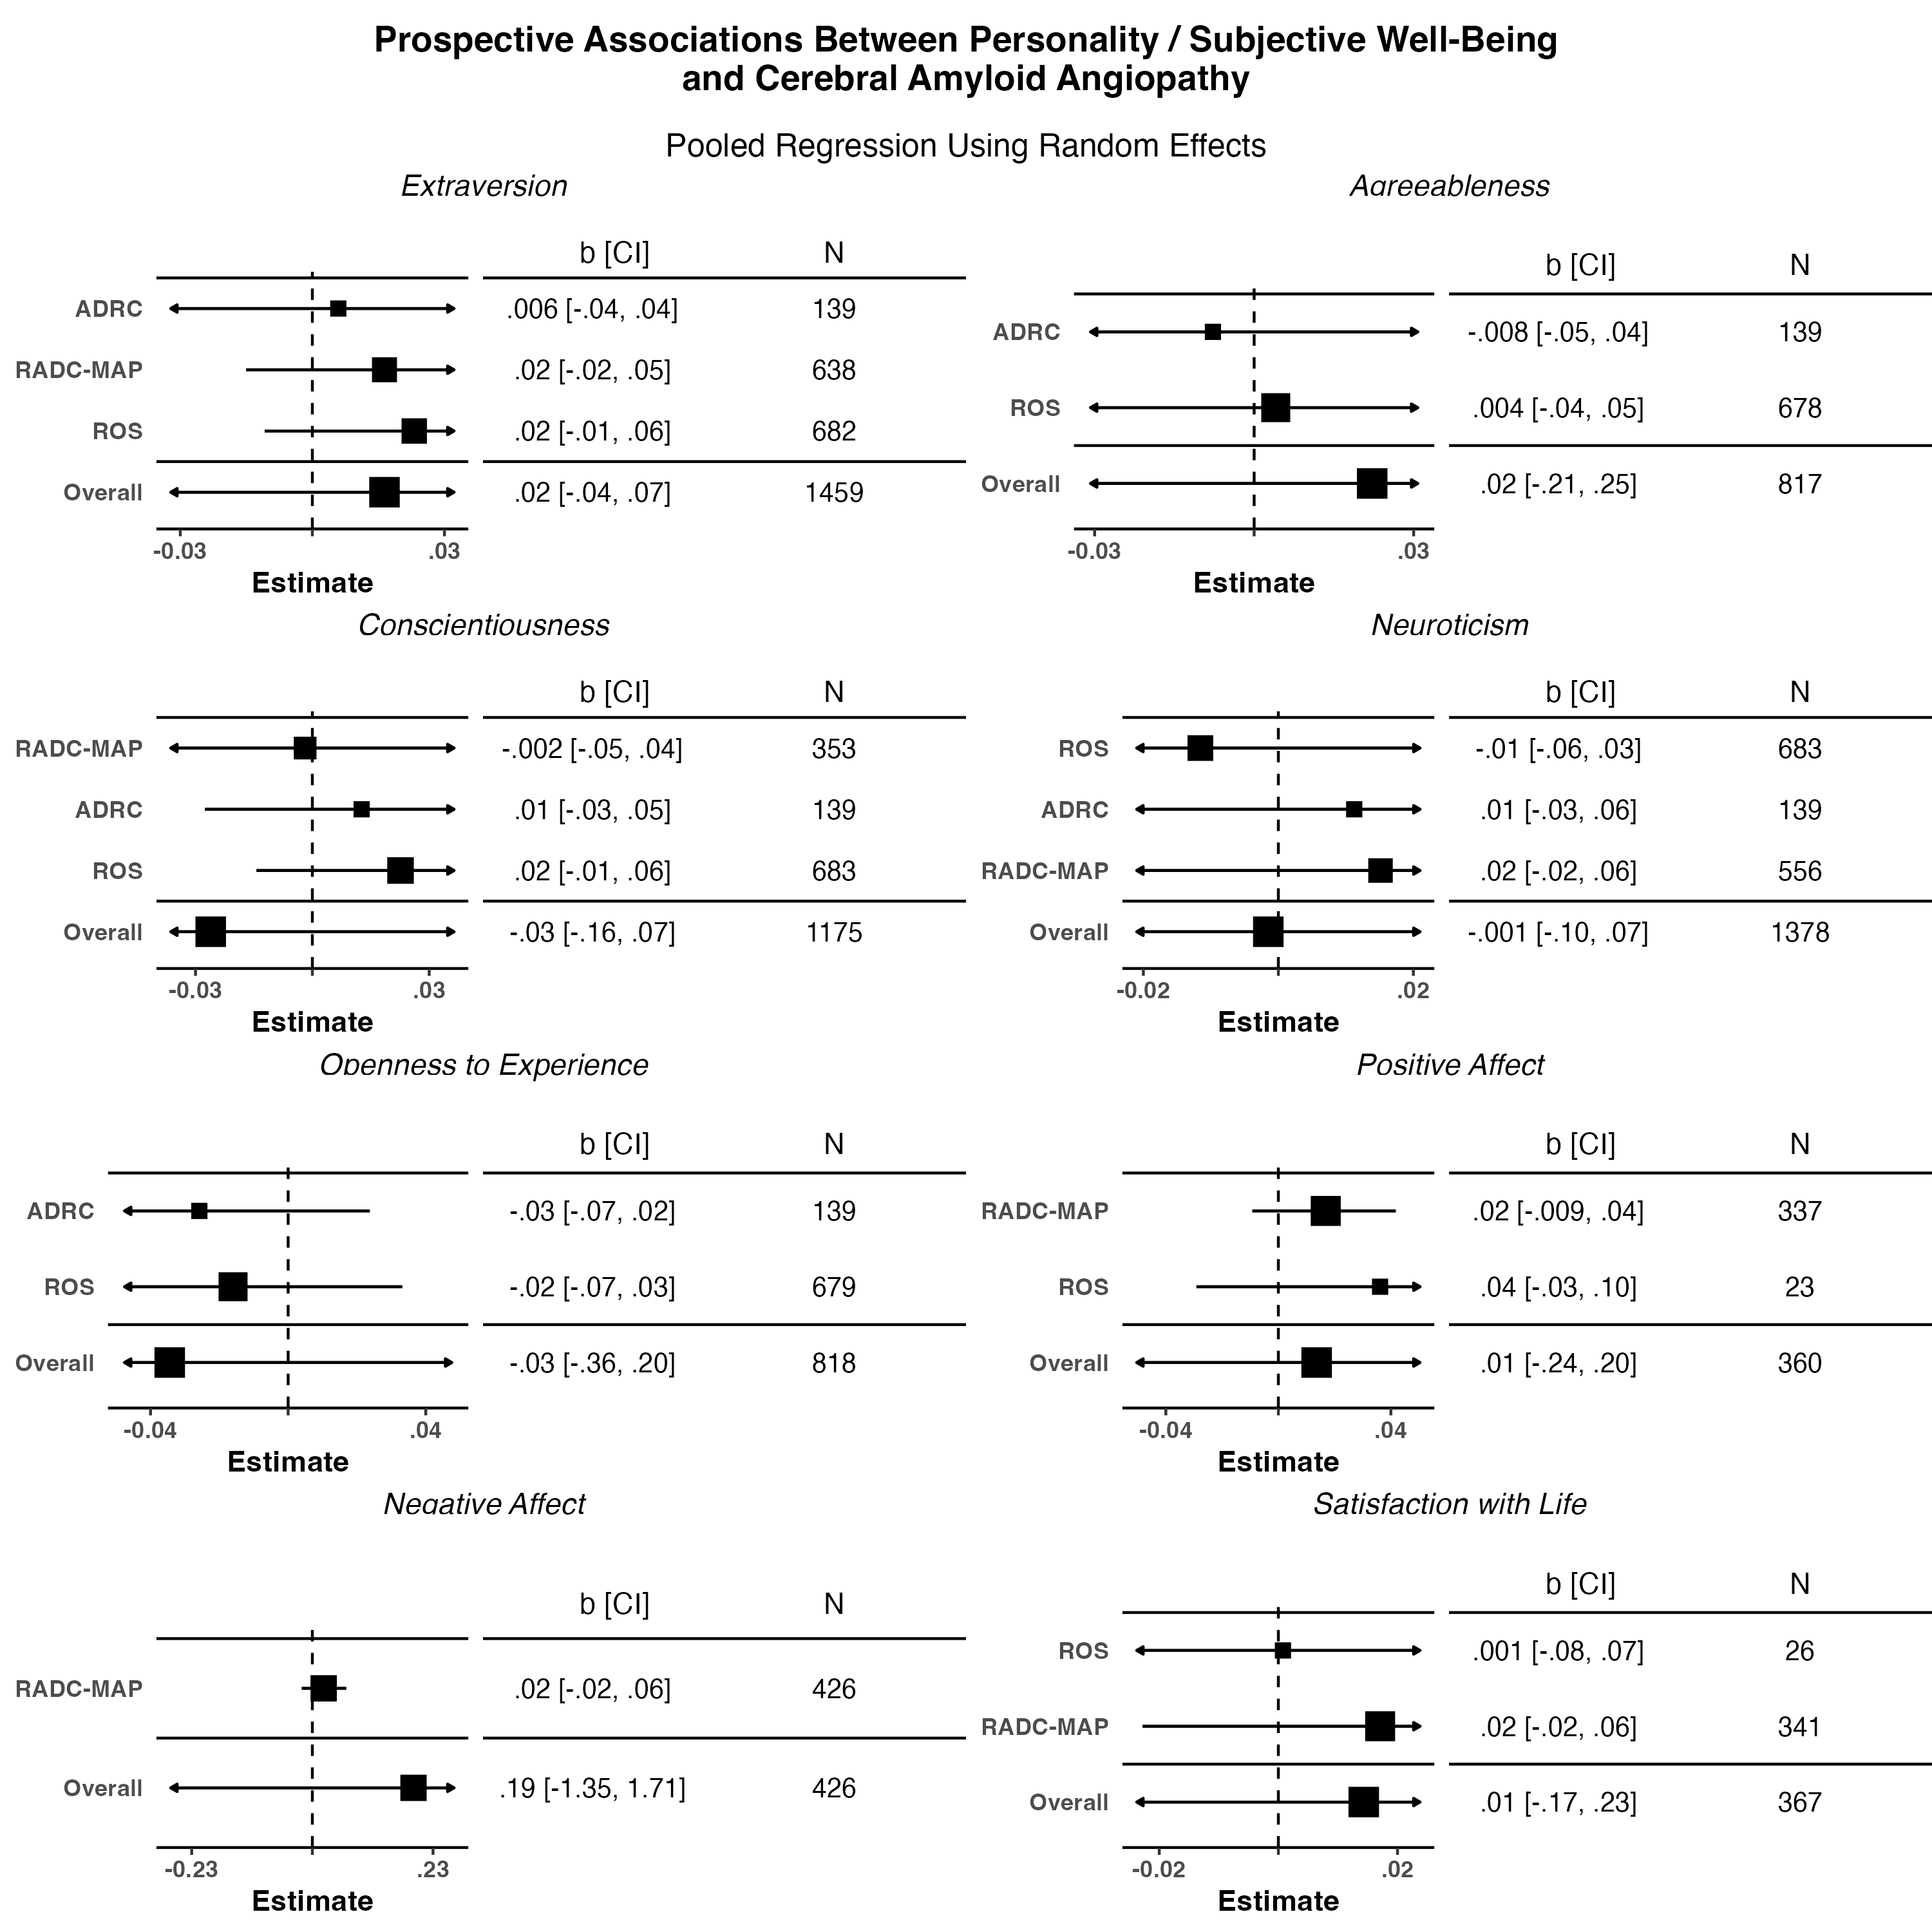 Prospective Associations Between Personality / Subjective Well-Being
and Cerebral Amyloid Angiopathy
Pooled Regression Using Random Effects
Extraversion
b [CI] N
ADRC .006 [-.04, .04] 139
RADC-MAP .02 [-.02, .05] 638
ROS .02 [-.01, .06] 682
Overall .02 [-.04, .07] 1459
-0.03 .03
Estimate
Agreeableness
b [CI] N
ADRC -.008 [-.05, .04] 139
ROS .004 [-.04, .05] 678
Overall .02 [-.21, .25] 817
-0.03 .03
Estimate
Conscientiousness
b [CI] N
RADC-MAP -.002 [-.05, .04] 353
ADRC .01 [-.03, .05] 139
ROS .02 [-.01, .06] 683
Overall -.03 [-.16, .07] 1175
-0.03 .03
Estimate
Neuroticism
b [CI] N
ROS -.01 [-.06, .03] 683
ADRC .01 [-.03, .06] 139
RADC-MAP .02 [-.02, .06] 556
Overall -.001 [-.10, .07] 1378
-0.02 .02
Estimate
Openness to Experience
b [CI] N
ADRC -.03 [-.07, .02] 139
ROS -.02 [-.07, .03] 679
Overall -.03 [-.36, .20] 818
-0.04 .04
Estimate
Positive Affect
b [CI] N
RADC-MAP .02 [-.009, .04] 337
ROS .04 [-.03, .10] 23
Overall .01 [-.24, .20] 360
-0.04 .04
Estimate
Negative Affect
b [CI] N
RADC-MAP .02 [-.02, .06] 426
Overall .19 [-1.35, 1.71] 426
-0.23 .23
Estimate
Satisfaction with Life
b [CI] N
ROS .001 [-.08, .07] 26
RADC-MAP .02 [-.02, .06] 341
Overall .01 [-.17, .23] 367
-0.02 .02
Estimate